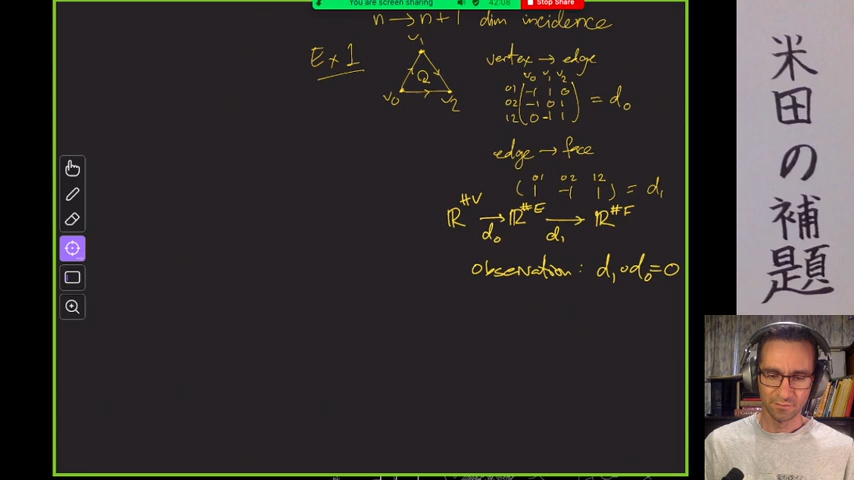 You are screen sharing 42:08 Stop Share
n → n+1 dim incidence
Ex 1
v₁
v₀ v₂
vertex → edge
v₀ v₁ v₂
01 -1 1 0
02 -1 0 1 = d₀
12 0 -1 1
edge → face
01 02 12
( 1 -1 1 ) = d₁
ℝ^#V → ℝ^#E → ℝ^#F
d₀ d₁
observation: d₁∘d₀=0
米田の補題